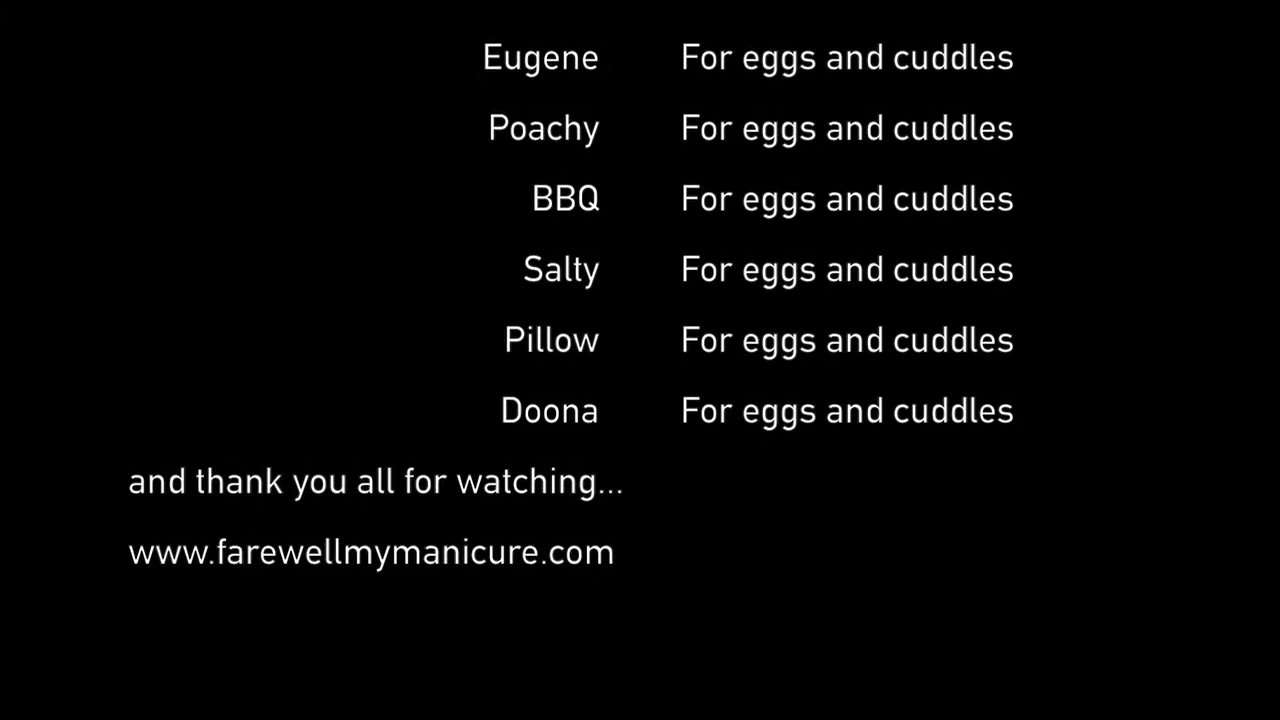 Eugene For eggs and cuddles
Poachy For eggs and cuddles
BBQ For eggs and cuddles
Salty For eggs and cuddles
Pillow For eggs and cuddles
Doona For eggs and cuddles
and thank you all for watching...
www.farewellmymanicure.com